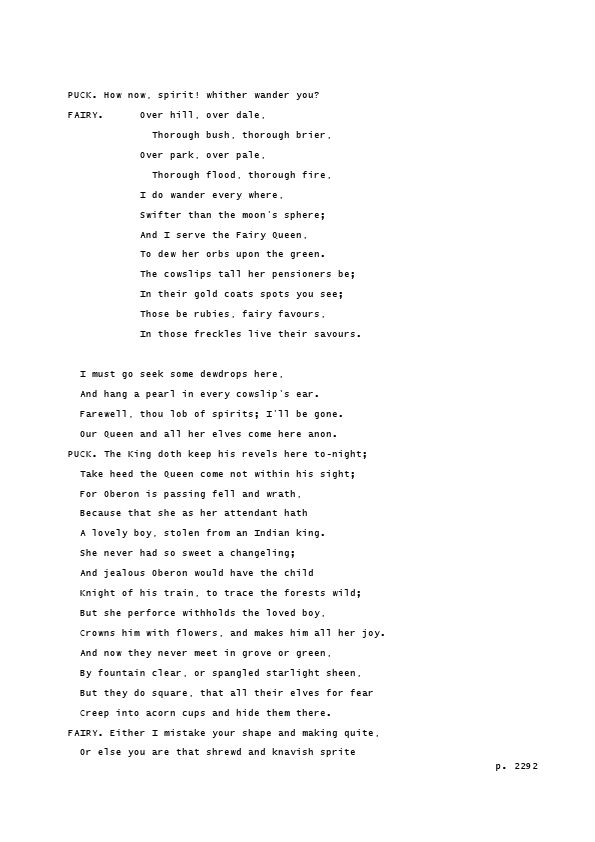 PUCK. How now, spirit! whither wander you?
FAIRY.      Over hill, over dale,
              Thorough bush, thorough brier,
            Over park, over pale,
              Thorough flood, thorough fire,
            I do wander every where,
            Swifter than the moon's sphere;
            And I serve the Fairy Queen,
            To dew her orbs upon the green.
            The cowslips tall her pensioners be;
            In their gold coats spots you see;
            Those be rubies, fairy favours,
            In those freckles live their savours.

  I must go seek some dewdrops here,
  And hang a pearl in every cowslip's ear.
  Farewell, thou lob of spirits; I'll be gone.
  Our Queen and all her elves come here anon.
PUCK. The King doth keep his revels here to-night;
  Take heed the Queen come not within his sight;
  For Oberon is passing fell and wrath,
  Because that she as her attendant hath
  A lovely boy, stolen from an Indian king.
  She never had so sweet a changeling;
  And jealous Oberon would have the child
  Knight of his train, to trace the forests wild;
  But she perforce withholds the loved boy,
  Crowns him with flowers, and makes him all her joy.
  And now they never meet in grove or green,
  By fountain clear, or spangled starlight sheen,
  But they do square, that all their elves for fear
  Creep into acorn cups and hide them there.
FAIRY. Either I mistake your shape and making quite,
  Or else you are that shrewd and knavish sprite
p. 2292